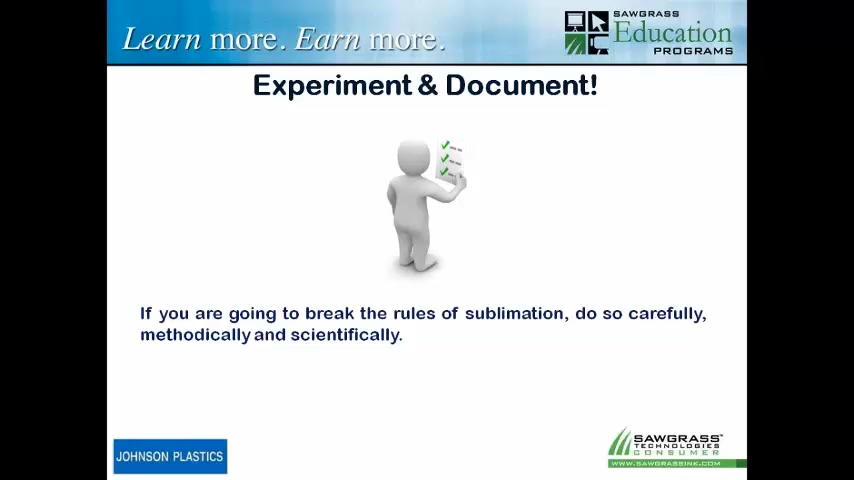 Learn more. Earn more.
SAWGRASS
Education
PROGRAMS
Experiment & Document!
If you are going to break the rules of sublimation, do so carefully,
methodically and scientifically.
JOHNSON PLASTICS
SAWGRASS™
TECHNOLOGIES
CONSUMER
WWW.SAWGRASSINK.COM